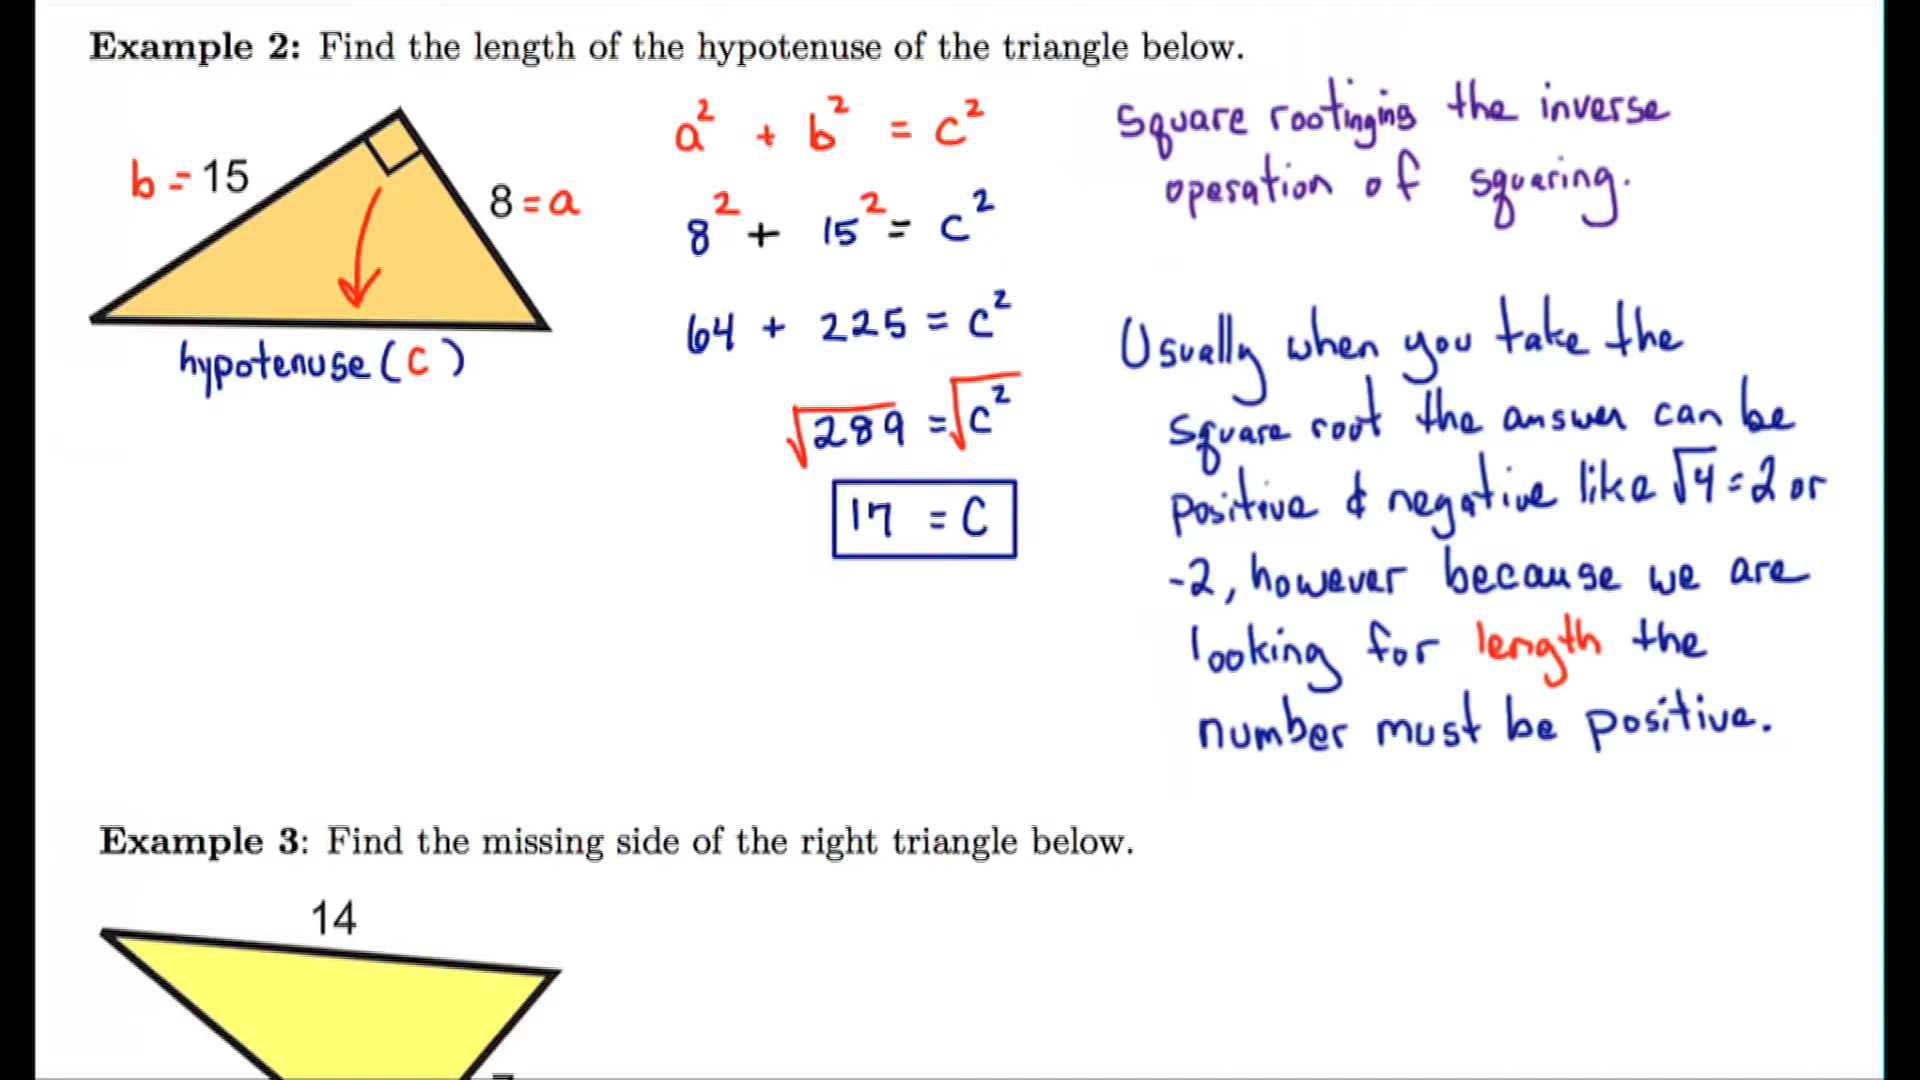 Example 2: Find the length of the hypotenuse of the triangle below.
b = 15
8 = a
hypotenuse (c)
a² + b² = c²
8² + 15² = c²
64 + 225 = c²
√289 = √c²
17 = C
Square rootinging the inverse
operation of squaring.
Usually when you take the
square root the answer can be
positive & negative like √4 = 2 or
-2, however because we are
looking for length the
number must be positive.
Example 3: Find the missing side of the right triangle below.
14